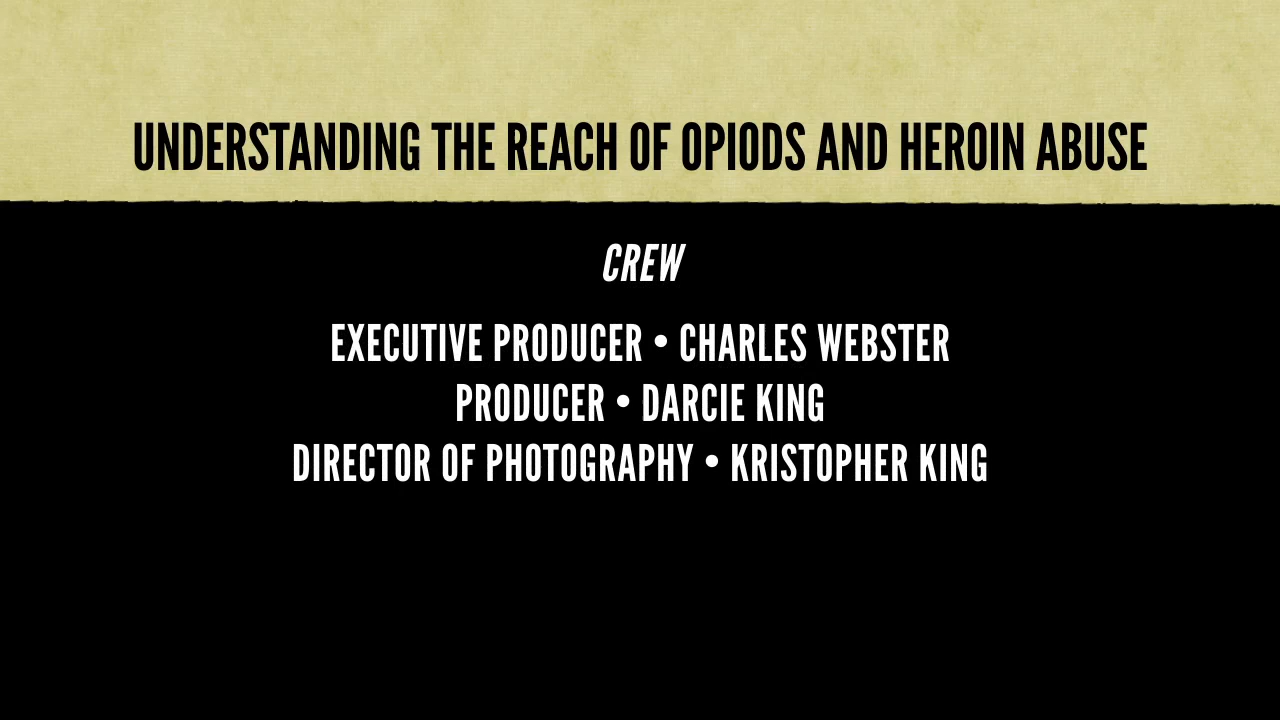 UNDERSTANDING THE REACH OF OPIODS AND HEROIN ABUSE
CREW
EXECUTIVE PRODUCER • CHARLES WEBSTER
PRODUCER • DARCIE KING
DIRECTOR OF PHOTOGRAPHY • KRISTOPHER KING